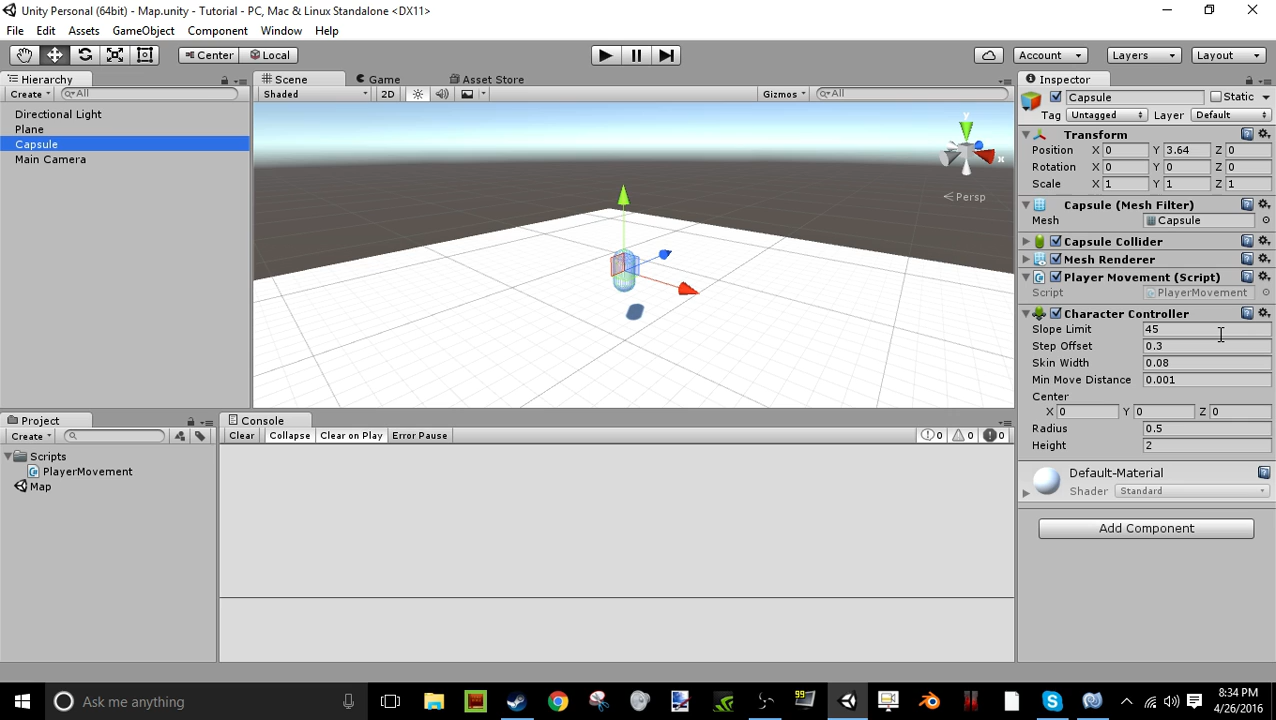 Unity Personal (64bit) - Map.unity - Tutorial - PC, Mac & Linux Standalone <DX11>
File Edit Assets GameObject Component Window Help
Center Local Account Layers Layout
Hierarchy
Create All
Directional Light
Plane
Capsule
Main Camera
Scene Game Asset Store
Shaded 2D Gizmos All
y
x
Persp
Inspector
Capsule Static
Tag Untagged Layer Default
Transform
Position X 0 Y 3.64 Z 0
Rotation X 0 Y 0 Z 0
Scale X 1 Y 1 Z 1
Capsule (Mesh Filter)
Mesh Capsule
Capsule Collider
Mesh Renderer
Player Movement (Script)
Script PlayerMovement
Character Controller
Slope Limit 45
Step Offset 0.3
Skin Width 0.08
Min Move Distance 0.001
Center
X 0 Y 0 Z 0
Radius 0.5
Height 2
Default-Material
Shader Standard
Add Component
Project
Create
Scripts
PlayerMovement
Map
Console
Clear Collapse Clear on Play Error Pause 0 0 0
Ask me anything
99
8:34 PM
4/26/2016